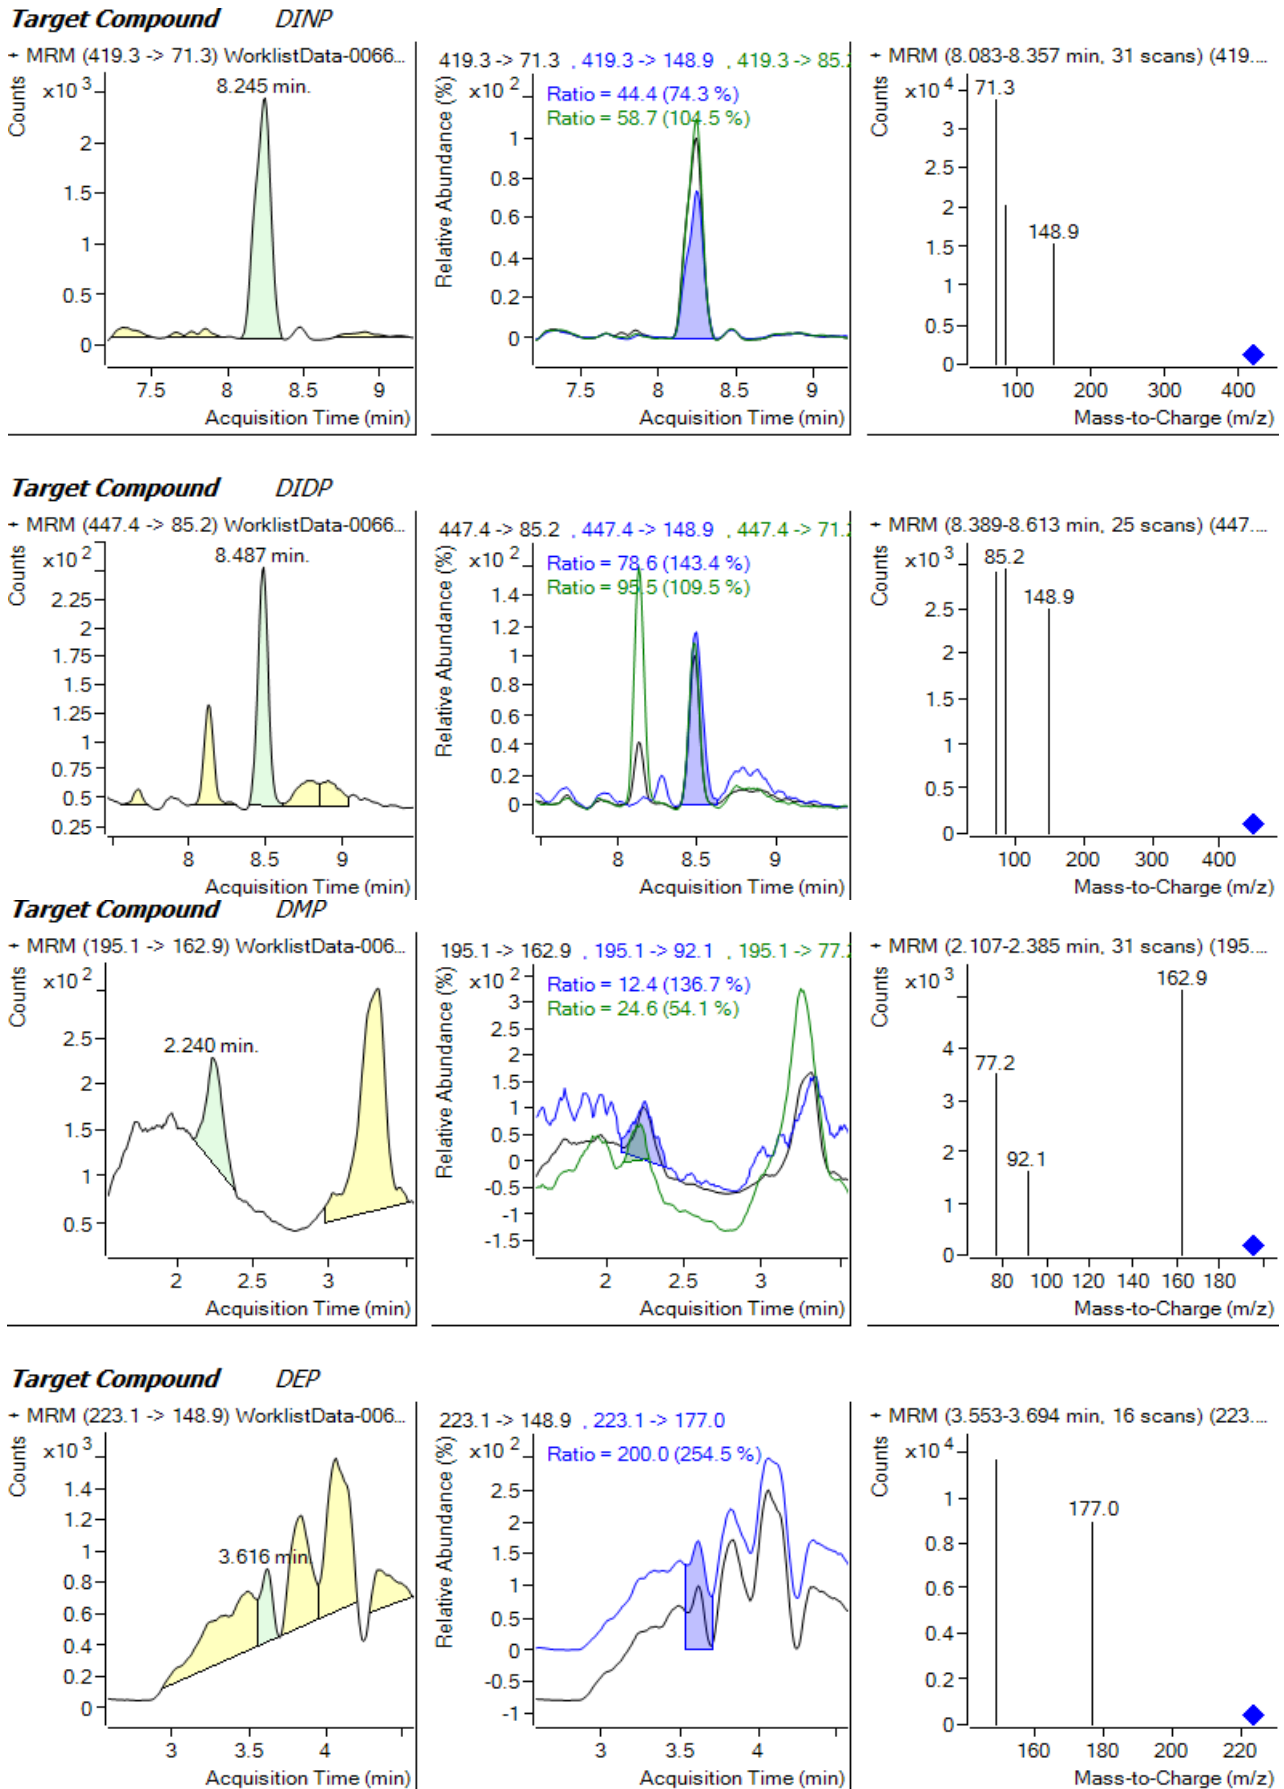 Target Compound DINP
+ MRM (419.3 -> 71.3) WorklistData-0066...
Counts
x10 3
8.245 min.
2
1.5
1
0.5
0
7.5 8 8.5 9
Acquisition Time (min)
419.3 -> 71.3 , 419.3 -> 148.9 , 419.3 -> 85.2
Relative Abundance (%)
x10 2
Ratio = 44.4 (74.3 %)
Ratio = 58.7 (104.5 %)
1
0.8
0.6
0.4
0.2
0
7.5 8 8.5 9
Acquisition Time (min)
+ MRM (8.083-8.357 min, 31 scans) (419....
Counts
x10 4
71.3
148.9
3
2.5
2
1.5
1
0.5
0
100 200 300 400
Mass-to-Charge (m/z)
Target Compound DIDP
+ MRM (447.4 -> 85.2) WorklistData-0066...
Counts
x10 2
8.487 min.
2.25
2
1.75
1.5
1.25
1
0.75
0.5
0.25
8 8.5 9
Acquisition Time (min)
447.4 -> 85.2 , 447.4 -> 148.9 , 447.4 -> 71.2
Relative Abundance (%)
x10 2
Ratio = 78.6 (143.4 %)
Ratio = 95.5 (109.5 %)
1.4
1.2
1
0.8
0.6
0.4
0.2
0
8 8.5 9
Acquisition Time (min)
+ MRM (8.389-8.613 min, 25 scans) (447....
Counts
x10 3
85.2
148.9
2.5
2
1.5
1
0.5
0
100 200 300 400
Mass-to-Charge (m/z)
Target Compound DMP
+ MRM (195.1 -> 162.9) WorklistData-006...
Counts
x10 2
2.240 min.
2.5
2
1.5
1
0.5
2 2.5 3 3.5
Acquisition Time (min)
195.1 -> 162.9 , 195.1 -> 92.1 , 195.1 -> 77.2
Relative Abundance (%)
x10 2
Ratio = 12.4 (136.7 %)
Ratio = 24.6 (54.1 %)
3
2.5
2
1.5
1
0.5
0
-0.5
-1
-1.5
2 2.5 3 3.5
Acquisition Time (min)
+ MRM (2.107-2.385 min, 31 scans) (195....
Counts
x10 3
162.9
77.2
92.1
4
3
2
1
0
80 100 120 140 160 180
Mass-to-Charge (m/z)
Target Compound DEP
+ MRM (223.1 -> 148.9) WorklistData-006...
Counts
x10 3
3.616 min.
1.4
1.2
1
0.8
0.6
0.4
0.2
0
3 3.5 4
Acquisition Time (min)
223.1 -> 148.9 , 223.1 -> 177.0
Relative Abundance (%)
x10 2
Ratio = 200.0 (254.5 %)
2.5
2
1.5
1
0.5
0
-0.5
-1
3 3.5 4 4.5
Acquisition Time (min)
+ MRM (3.553-3.694 min, 16 scans) (223....
Counts
x10 4
177.0
1
0.8
0.6
0.4
0.2
0
160 180 200 220
Mass-to-Charge (m/z)